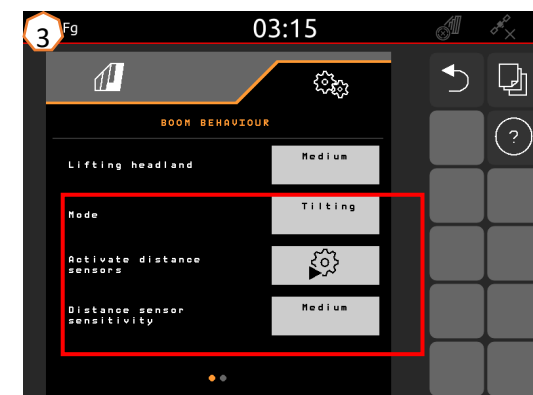 3
Fg
03:15
BOOM BEHAVIOUR
Lifting headland
Medium
Mode
Tilting
Activate distance
sensors
Distance sensor
sensitivity
Medium
?